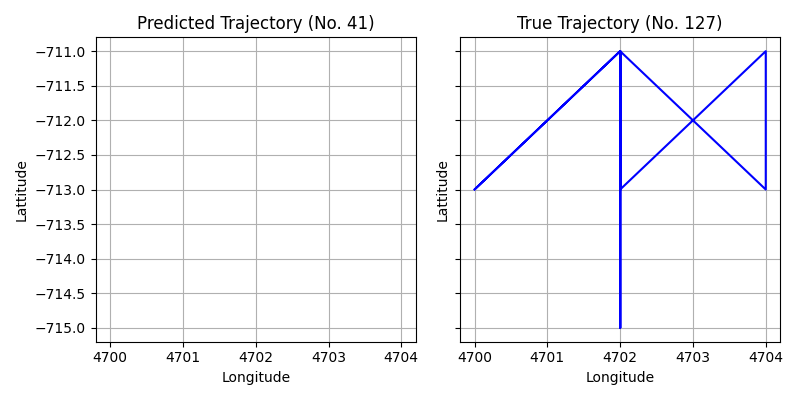 Predicted Trajectory (No. 41)
True Trajectory (No. 127)
Lattitude
−711.0
−711.5
−712.0
−712.5
−713.0
−713.5
−714.0
−714.5
−715.0
4700 4701 4702 4703 4704
Longitude
Lattitude
4700 4701 4702 4703 4704
Longitude